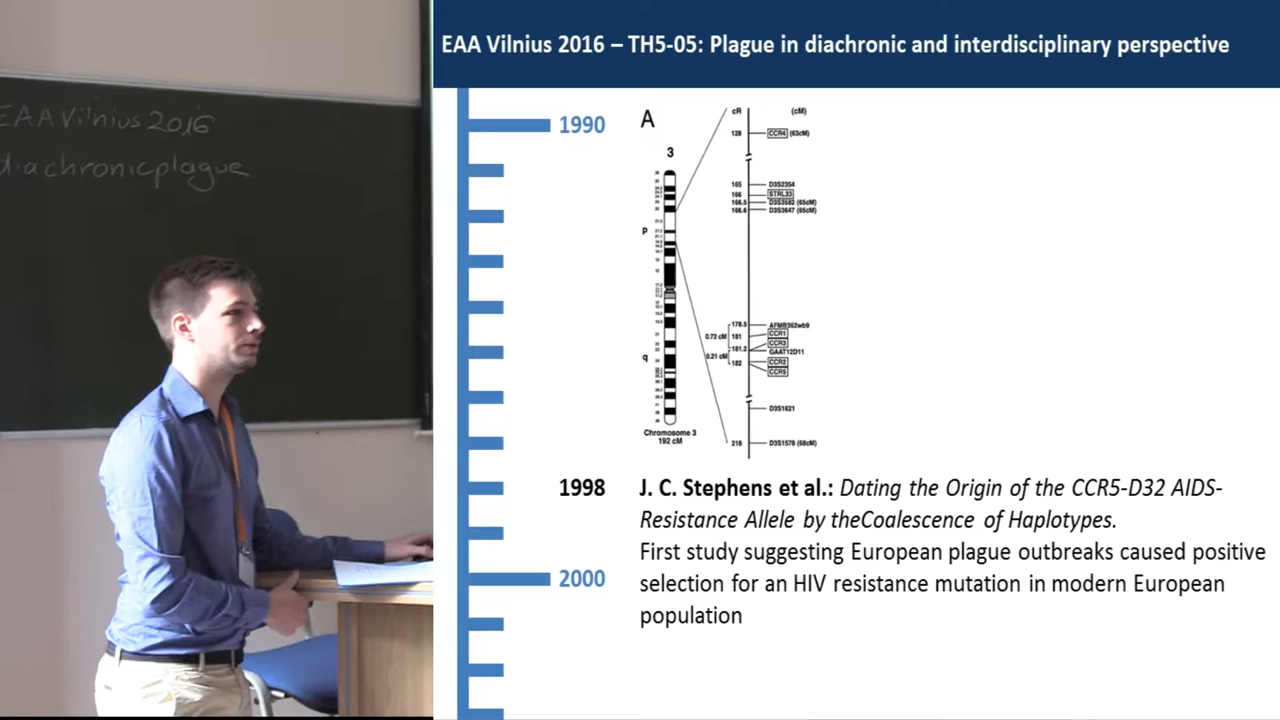 EAA Vilnius 2016 – TH5-05: Plague in diachronic and interdisciplinary perspective
EAA Vilnius 2016
diachronicplague
1990
A
3
p
q
Chromosome 3
192 cM
cR (cM)
128 CCR4 (63cM)
165 D3S2354
166 STRL33
166.5 D3S3582 (65cM)
166.6 D3S3647 (65cM)
178.5 AFMB362wb9
0.72 cM 181 CCR1
CCR3
181.2 GAAT12D11
0.21 cM 182 CCR2
CCR5
D3S1621
218 D3S1578 (68cM)
1998
J. C. Stephens et al.: Dating the Origin of the CCR5-D32 AIDS-
Resistance Allele by theCoalescence of Haplotypes.
First study suggesting European plague outbreaks caused positive
selection for an HIV resistance mutation in modern European
population
2000